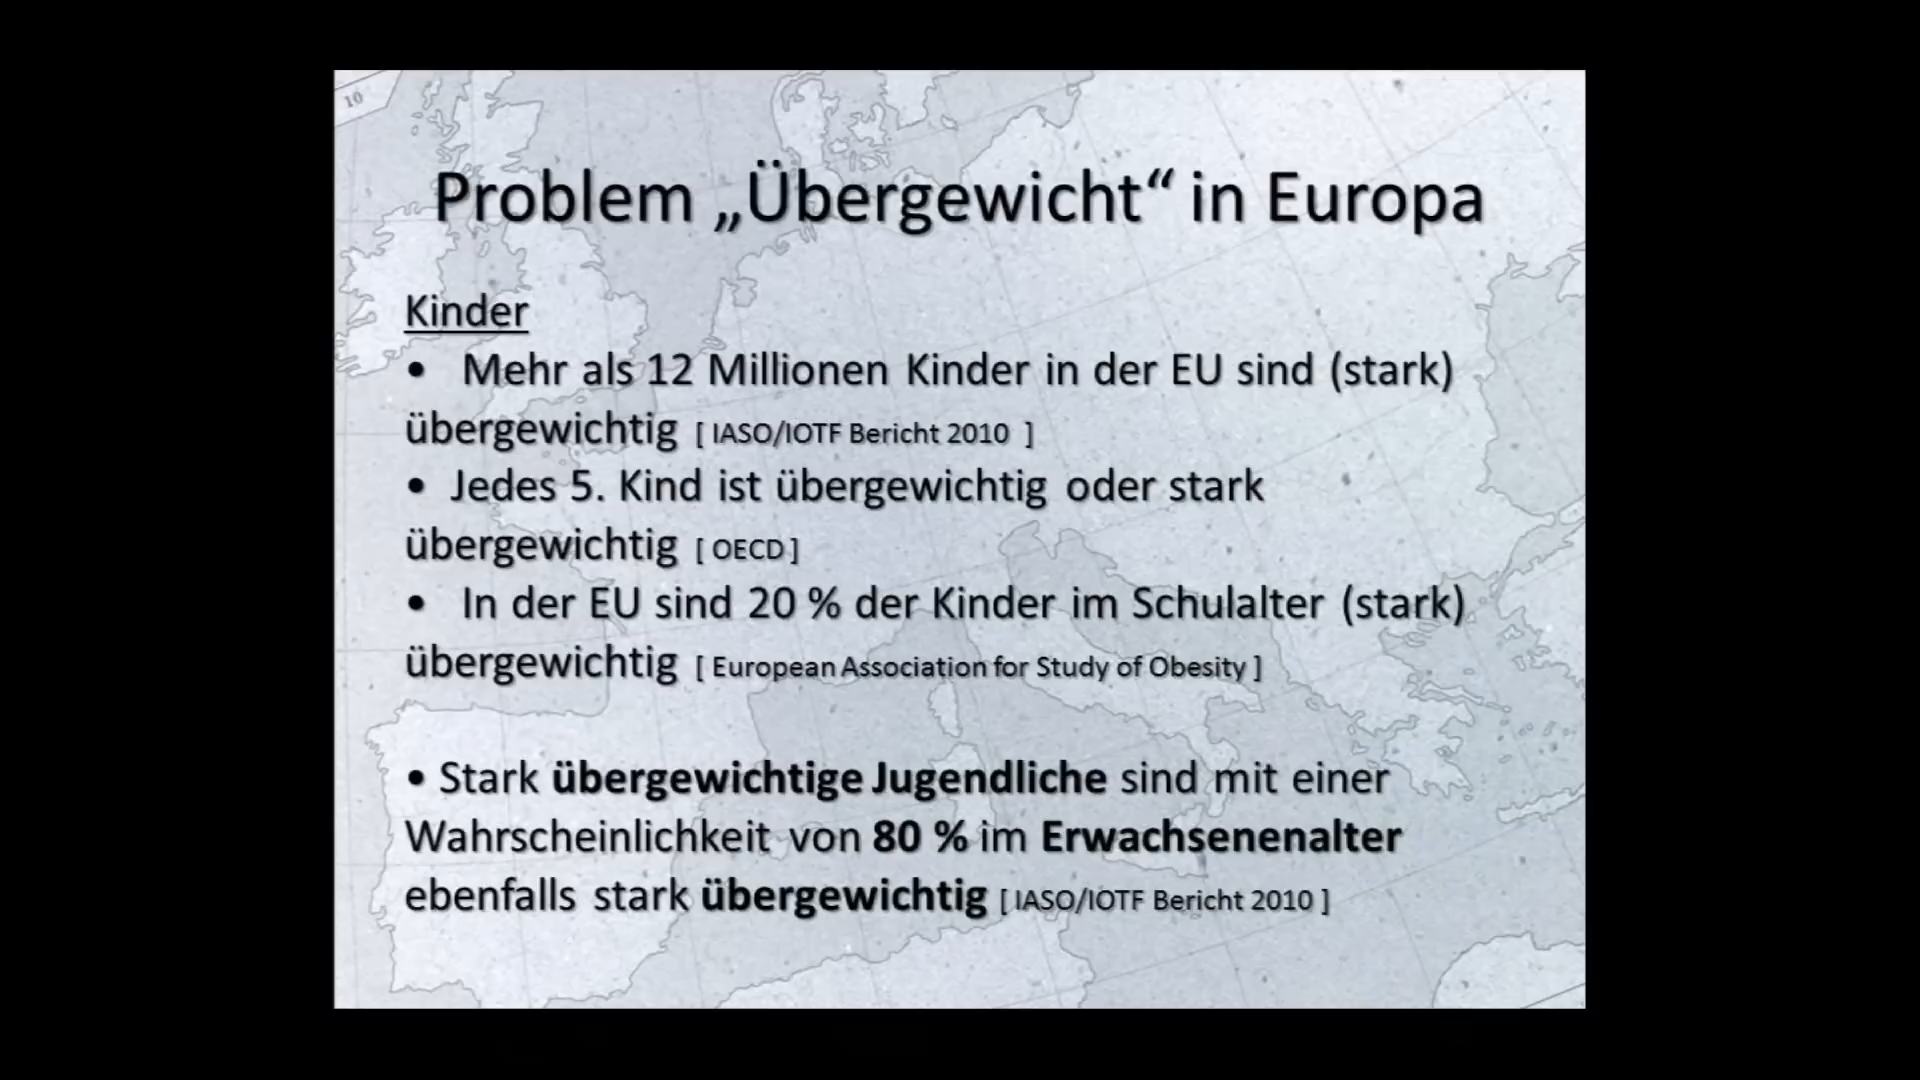 10
Problem „Übergewicht“ in Europa
Kinder
• Mehr als 12 Millionen Kinder in der EU sind (stark)
übergewichtig [ IASO/IOTF Bericht 2010 ]
• Jedes 5. Kind ist übergewichtig oder stark
übergewichtig [ OECD ]
• In der EU sind 20 % der Kinder im Schulalter (stark)
übergewichtig [ European Association for Study of Obesity ]
• Stark übergewichtige Jugendliche sind mit einer
Wahrscheinlichkeit von 80 % im Erwachsenenalter
ebenfalls stark übergewichtig [ IASO/IOTF Bericht 2010 ]